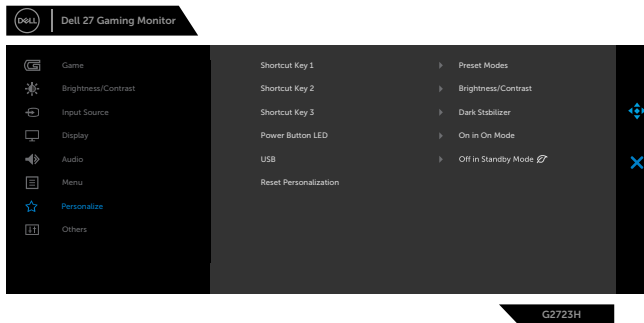 DELL
Dell 27 Gaming Monitor
Game
Shortcut Key 1 Preset Modes
Brightness/Contrast
Shortcut Key 2 Brightness/Contrast
Input Source
Shortcut Key 3 Dark Stsbilizer
Display
Power Button LED On in On Mode
Audio
USB Off in Standby Mode
Menu
Reset Personalization
Personalize
Others
G2723H